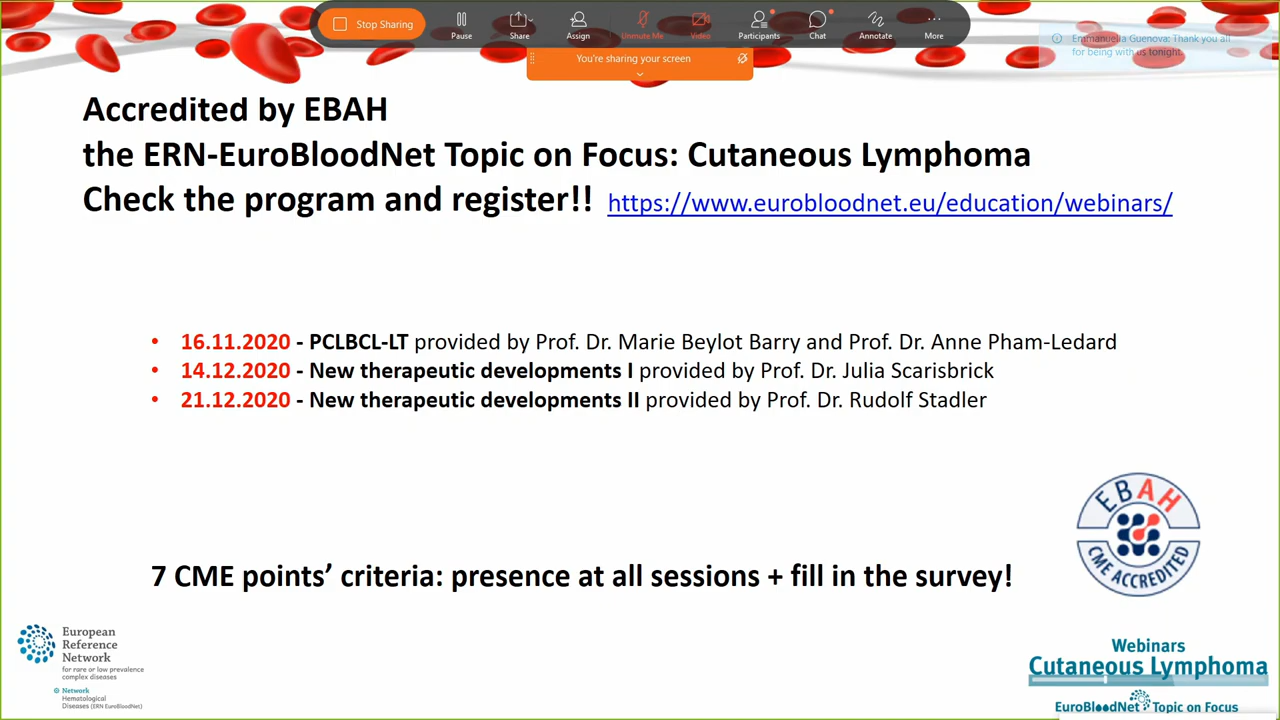 Stop Sharing
Pause
Share
Assign
Unmute Me
Video
Participants
Chat
Annotate
More
You're sharing your screen
Emmanuella Guenova: Thank you all
for being with us tonight.
Accredited by EBAH
the ERN-EuroBloodNet Topic on Focus: Cutaneous Lymphoma
Check the program and register!! https://www.eurobloodnet.eu/education/webinars/
• 16.11.2020 - PCLBCL-LT provided by Prof. Dr. Marie Beylot Barry and Prof. Dr. Anne Pham-Ledard
• 14.12.2020 - New therapeutic developments I provided by Prof. Dr. Julia Scarisbrick
• 21.12.2020 - New therapeutic developments II provided by Prof. Dr. Rudolf Stadler
EBAH
CME ACCREDITED
7 CME points’ criteria: presence at all sessions + fill in the survey!
European
Reference
Network
for rare or low prevalence
complex diseases
Network
Hematological
Diseases (ERN EuroBloodNet)
Webinars
Cutaneous Lymphoma
EuroBloodNet Topic on Focus